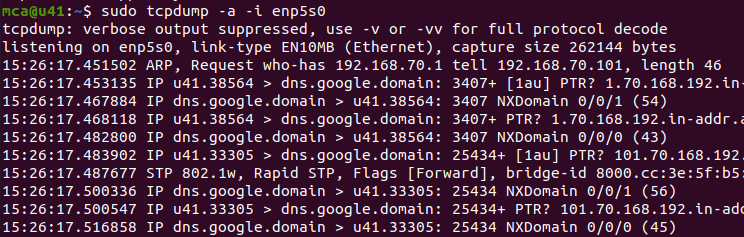 mca@u41:~$ sudo tcpdump -a -i enp5s0
tcpdump: verbose output suppressed, use -v or -vv for full protocol decode
listening on enp5s0, link-type EN10MB (Ethernet), capture size 262144 bytes
15:26:17.451502 ARP, Request who-has 192.168.70.1 tell 192.168.70.101, length 46
15:26:17.453135 IP u41.38564 > dns.google.domain: 3407+ [1au] PTR? 1.70.168.192.in-
15:26:17.467884 IP dns.google.domain > u41.38564: 3407 NXDomain 0/0/1 (54)
15:26:17.468118 IP u41.38564 > dns.google.domain: 3407+ PTR? 1.70.168.192.in-addr.a
15:26:17.482800 IP dns.google.domain > u41.38564: 3407 NXDomain 0/0/0 (43)
15:26:17.483902 IP u41.33305 > dns.google.domain: 25434+ [1au] PTR? 101.70.168.192.
15:26:17.487677 STP 802.1w, Rapid STP, Flags [Forward], bridge-id 8000.cc:3e:5f:b5:
15:26:17.500336 IP dns.google.domain > u41.33305: 25434 NXDomain 0/0/1 (56)
15:26:17.500547 IP u41.33305 > dns.google.domain: 25434+ PTR? 101.70.168.192.in-add
15:26:17.516858 IP dns.google.domain > u41.33305: 25434 NXDomain 0/0/0 (45)